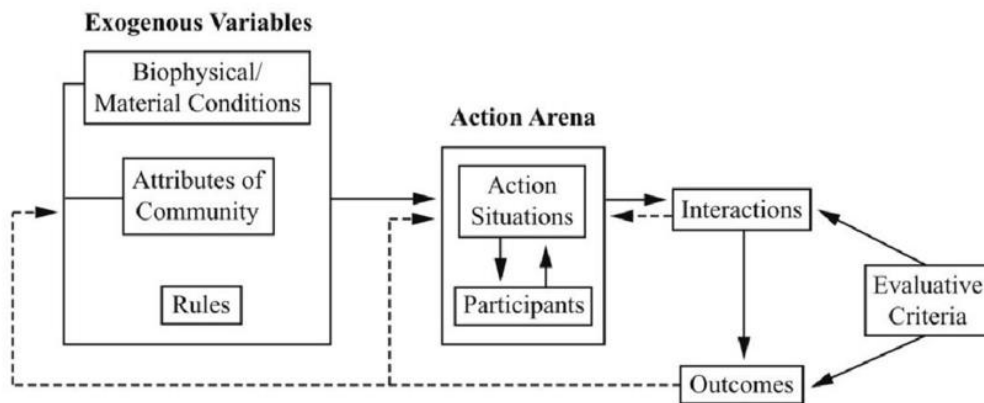 Exogenous Variables
Biophysical/
Material Conditions
Attributes of
Community
Rules
Action Arena
Action
Situations
Participants
Interactions
Outcomes
Evaluative
Criteria